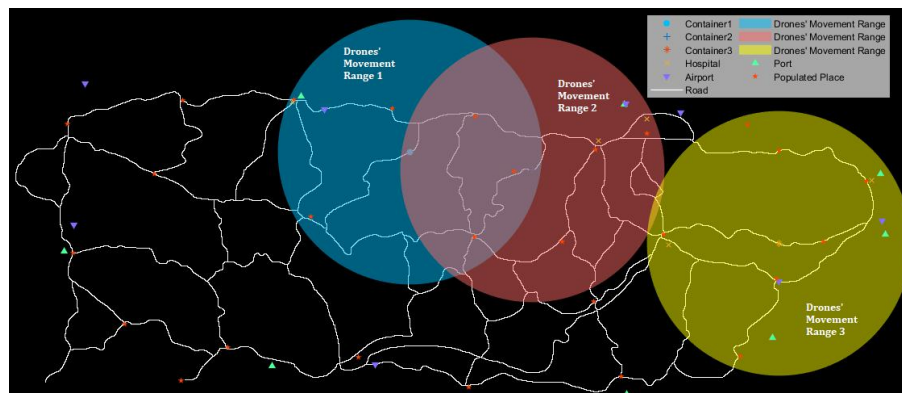 Container1 Drones' Movement Range
Container2 Drones' Movement Range
Container3 Drones' Movement Range
Hospital Port
Airport Populated Place
Road
Drones'
Movement
Range 1
Drones'
Movement
Range 2
Drones'
Movement
Range 3